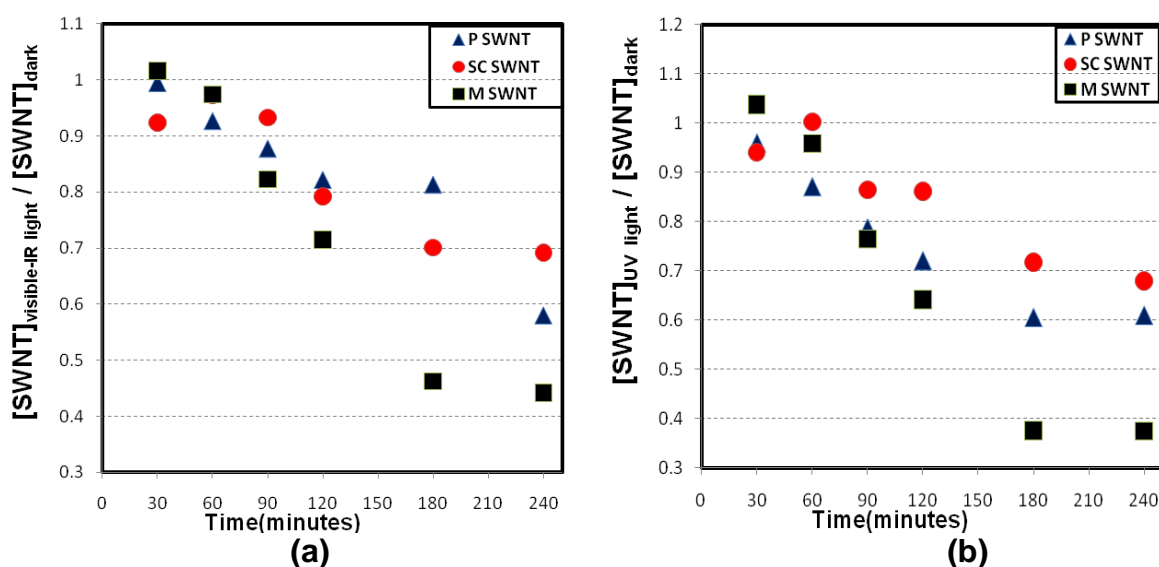 [SWNT]visible-IR light / [SWNT]dark
1.1
1
0.9
0.8
0.7
0.6
0.5
0.4
0.3
P SWNT
SC SWNT
M SWNT
0 30 60 90 120 150 180 210 240
Time(minutes)
(a)
[SWNT]UV light / [SWNT]dark
1.2
1.1
1
0.9
0.8
0.7
0.6
0.5
0.4
0.3
P SWNT
SC SWNT
M SWNT
0 30 60 90 120 150 180 210 240
Time(minutes)
(b)